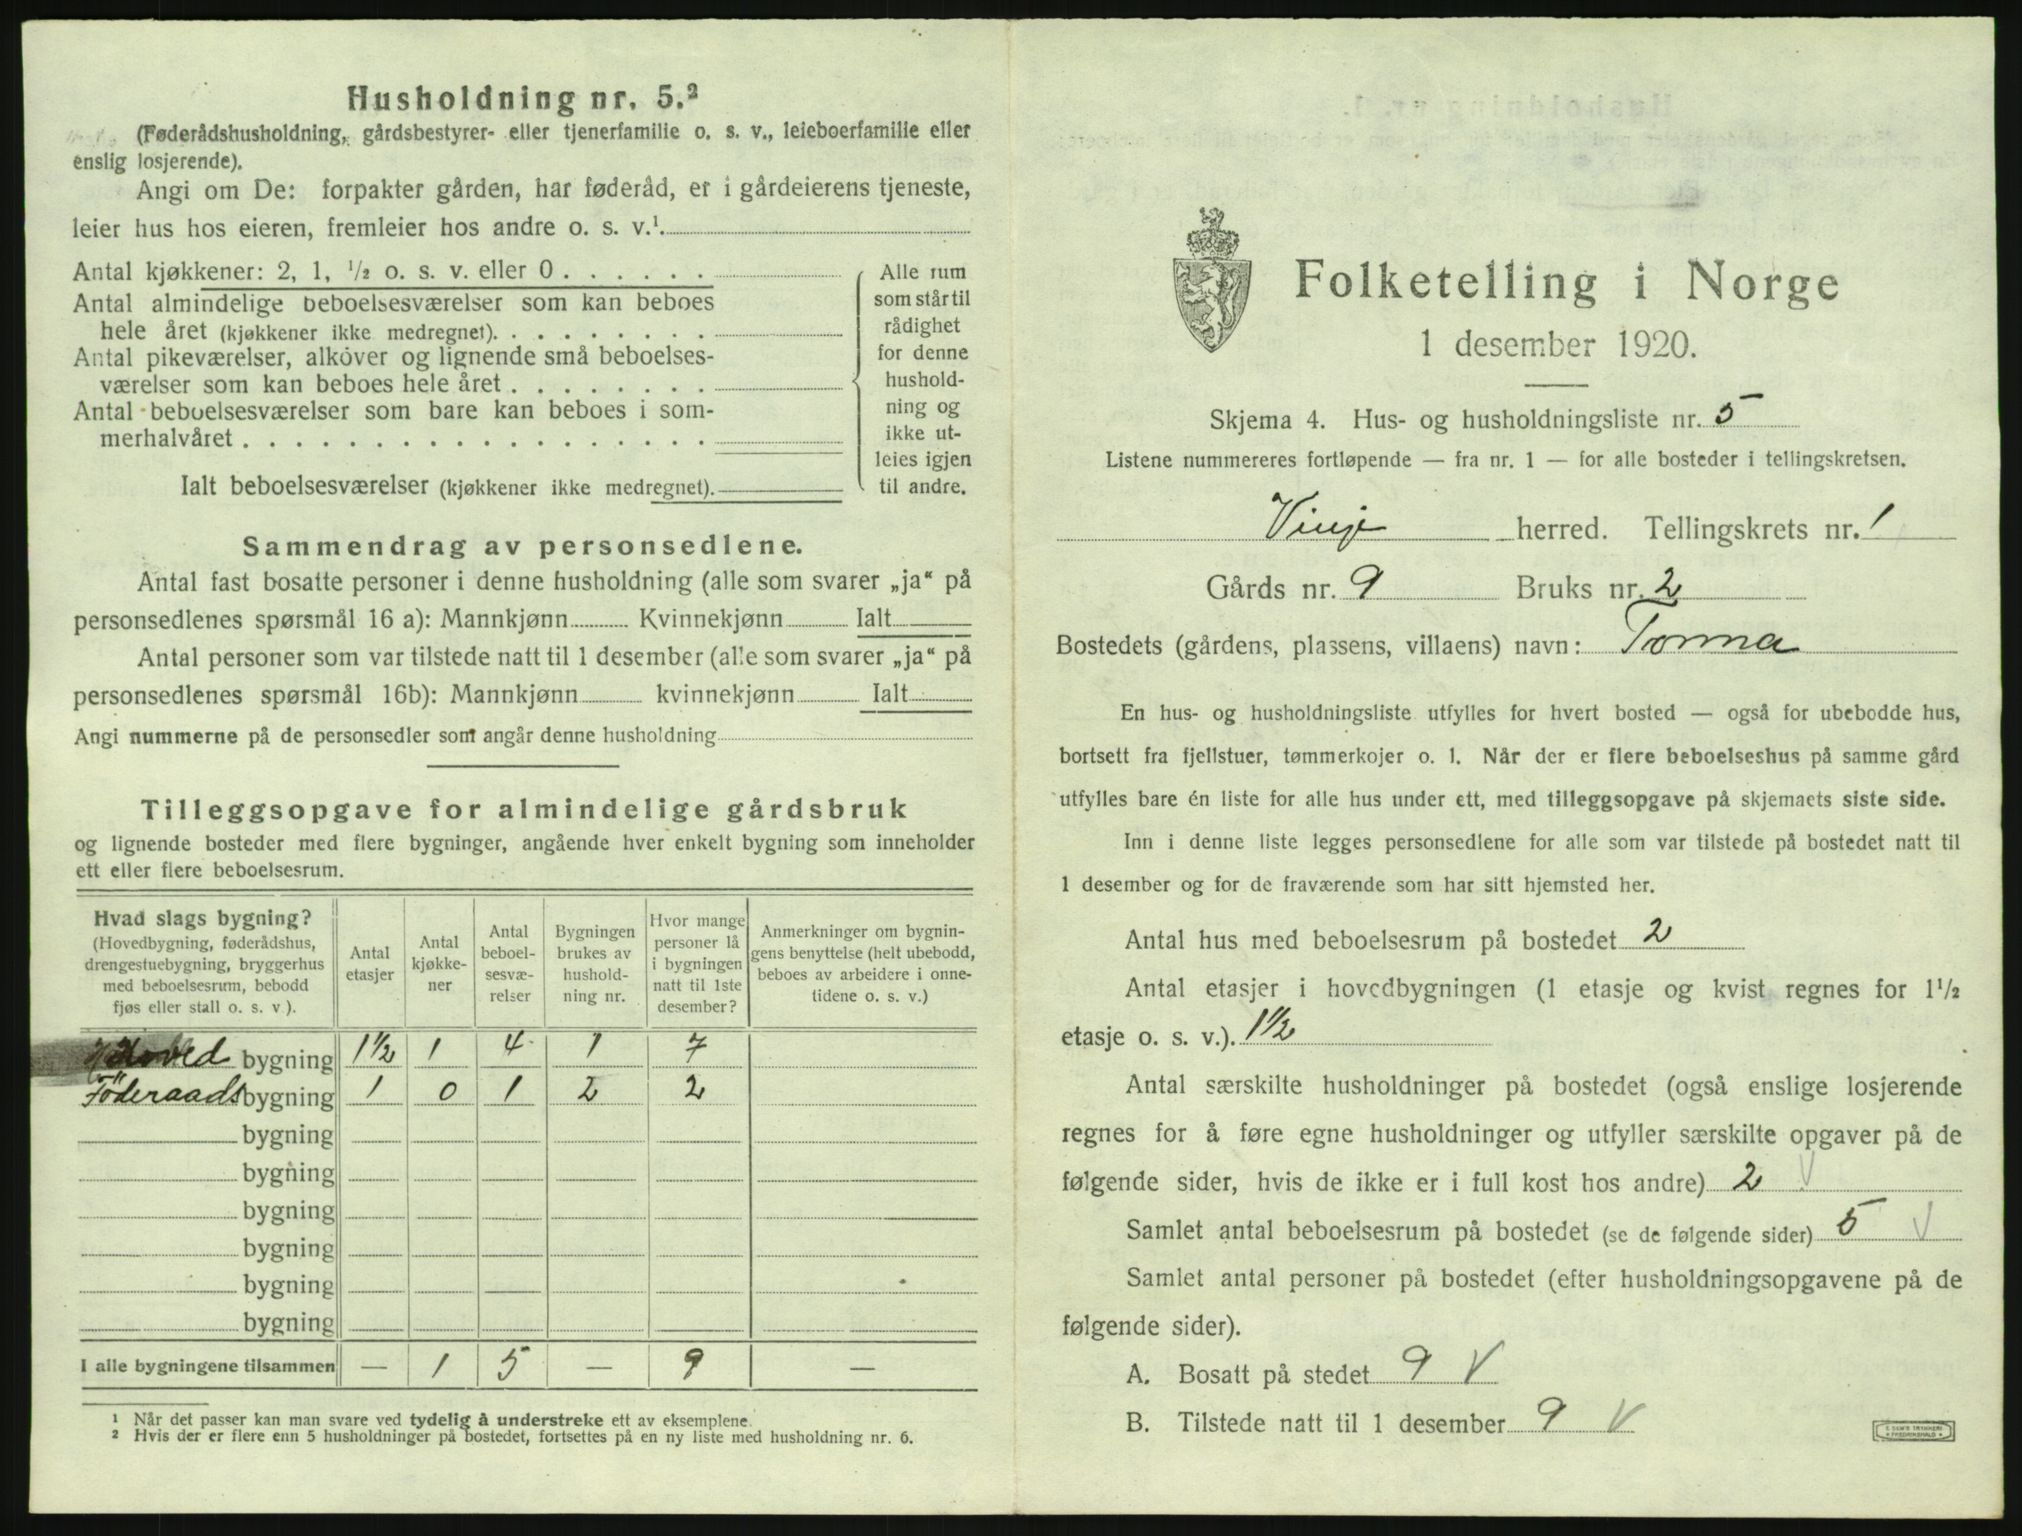 Husholdning nr. 5.²
(Føderådshusholdning, gårdsbestyrer- eller tjenerfamilie o. s. v., leieboerfamilie eller
enslig losjerende).
Angi om De: forpakter gården, har føderåd, er i gårdeierens tjeneste,
leier hus hos eieren, fremleier hos andre o. s. v.¹.
Antal kjøkkener: 2, 1, ½ o. s. v. eller 0 . . . . . .
Antal almindelige beboelsesværelser som kan beboes
hele året (kjøkkener ikke medregnet). . . . . . . . .
Antal pikeværelser, alkover og lignende små beboelses-
værelser som kan beboes hele året . . . . . . . .
Antal beboelsesværelser som bare kan beboes i som-
merhalvåret . . . . . . . . . . . . . . . . . .
Ialt beboelsesværelser (kjøkkener ikke medregnet).
Alle rum
som står til
rådighet
for denne
hushold-
ning og
ikke ut-
leies igjen
til andre.
Sammendrag av personsedlene.
Antal fast bosatte personer i denne husholdning (alle som svarer „ja“ på
personsedlenes spørsmål 16 a): Mannkjønn Kvinnekjønn Ialt
Antal personer som var tilstede natt til 1 desember (alle som svarer „ja“ på
personsedlenes spørsmål 16b): Mannkjønn kvinnekjønn Ialt
Angi nummerne på de personsedler som angår denne husholdning
Tilleggsopgave for almindelige gårdsbruk
og lignende bosteder med flere bygninger, angående hver enkelt bygning som inneholder
ett eller flere beboelsesrum.
Hvad slags bygning?
(Hovedbygning, føderådshus,
drengestuebygning, bryggerhus
med beboelsesrum, bebodd
fjøs eller stall o. s. v.).
Antal
etasjer
Antal
kjøkke-
ner
Antal
beboel-
sesvæ-
relser
Bygningen
brukes av
hushold-
ning nr.
Hvor mange
personer lå
i bygningen
natt til 1ste
desember?
Anmerkninger om bygnin-
gens benyttelse (helt ubebodd,
beboes av arbeidere i onne-
tidene o. s. v.)
Hoved bygning 1½ 1 4 1 7
Föderaads bygning 1 0 1 2 2
bygning
bygning
bygning
bygning
bygning
bygning
I alle bygningene tilsammen — 1 5 — 9 —
¹ Når det passer kan man svare ved tydelig å understreke ett av eksemplene.
² Hvis der er flere enn 5 husholdninger på bostedet, fortsettes på en ny liste med husholdning nr. 6.
Folketelling i Norge
1 desember 1920.
Skjema 4. Hus- og husholdningsliste nr. 5
Listene nummereres fortløpende — fra nr. 1 — for alle bosteder i tellingskretsen.
Vinje herred. Tellingskrets nr. 1
Gårds nr. 9 Bruks nr. 2
Bostedets (gårdens, plassens, villaens) navn: Torma
En hus- og husholdningsliste utfylles for hvert bosted — også for ubebodde hus,
bortsett fra fjellstuer, tømmerkojer o. l. Når der er flere beboelseshus på samme gård
utfylles bare én liste for alle hus under ett, med tilleggsopgave på skjemaets siste side.
Inn i denne liste legges personsedlene for alle som var tilstede på bostedet natt til
1 desember og for de fraværende som har sitt hjemsted her.
Antal hus med beboelsesrum på bostedet 2
Antal etasjer i hovedbygningen (1 etasje og kvist regnes for 1½
etasje o. s. v.). 1½
Antal særskilte husholdninger på bostedet (også enslige losjerende
regnes for å føre egne husholdninger og utfyller særskilte opgaver på de
følgende sider, hvis de ikke er i full kost hos andre) 2 V
Samlet antal beboelsesrum på bostedet (se de følgende sider) 5 V
Samlet antal personer på bostedet (efter husholdningsopgavene på de
følgende sider).
A. Bosatt på stedet 9 V
B. Tilstede natt til 1 desember 9 V